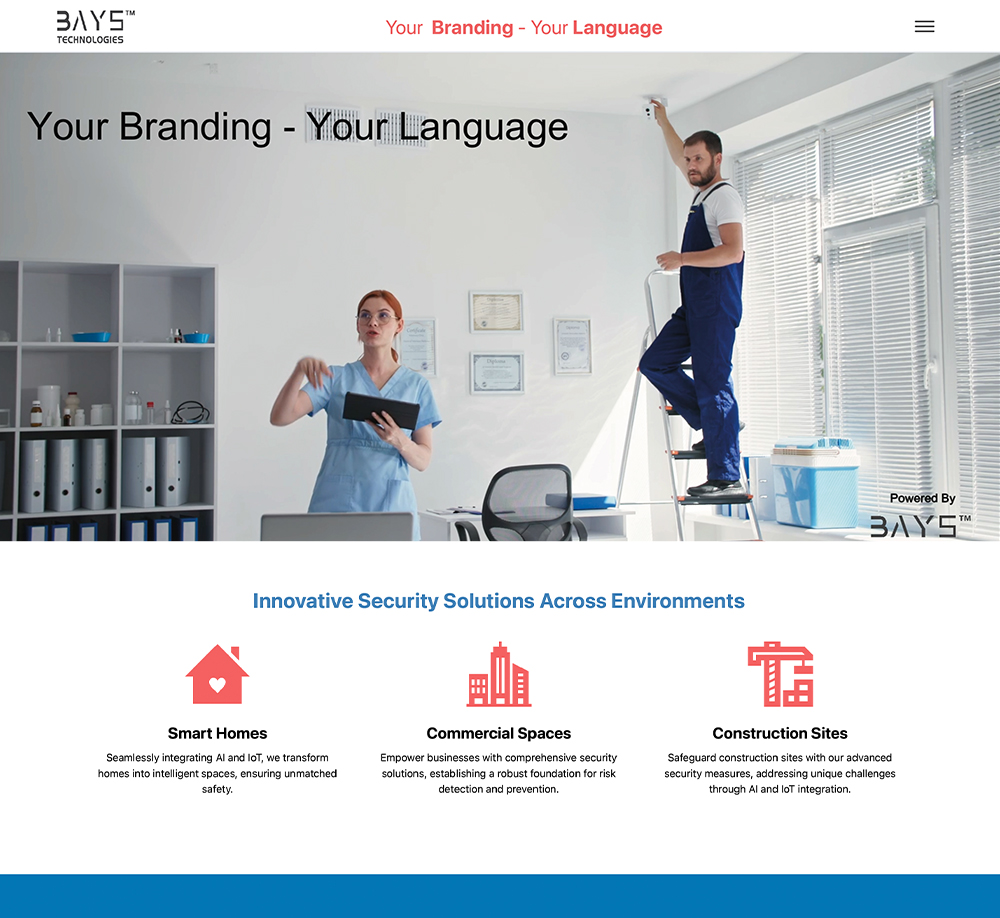 BAYS™
TECHNOLOGIES
Your Branding - Your Language
Your Branding - Your Language
Diploma
Diploma
Powered By
BAYS™
Innovative Security Solutions Across Environments
Smart Homes
Seamlessly integrating AI and IoT, we transform
homes into intelligent spaces, ensuring unmatched
safety.
Commercial Spaces
Empower businesses with comprehensive security
solutions, establishing a robust foundation for risk
detection and prevention.
Construction Sites
Safeguard construction sites with our advanced
security measures, addressing unique challenges
through AI and IoT integration.